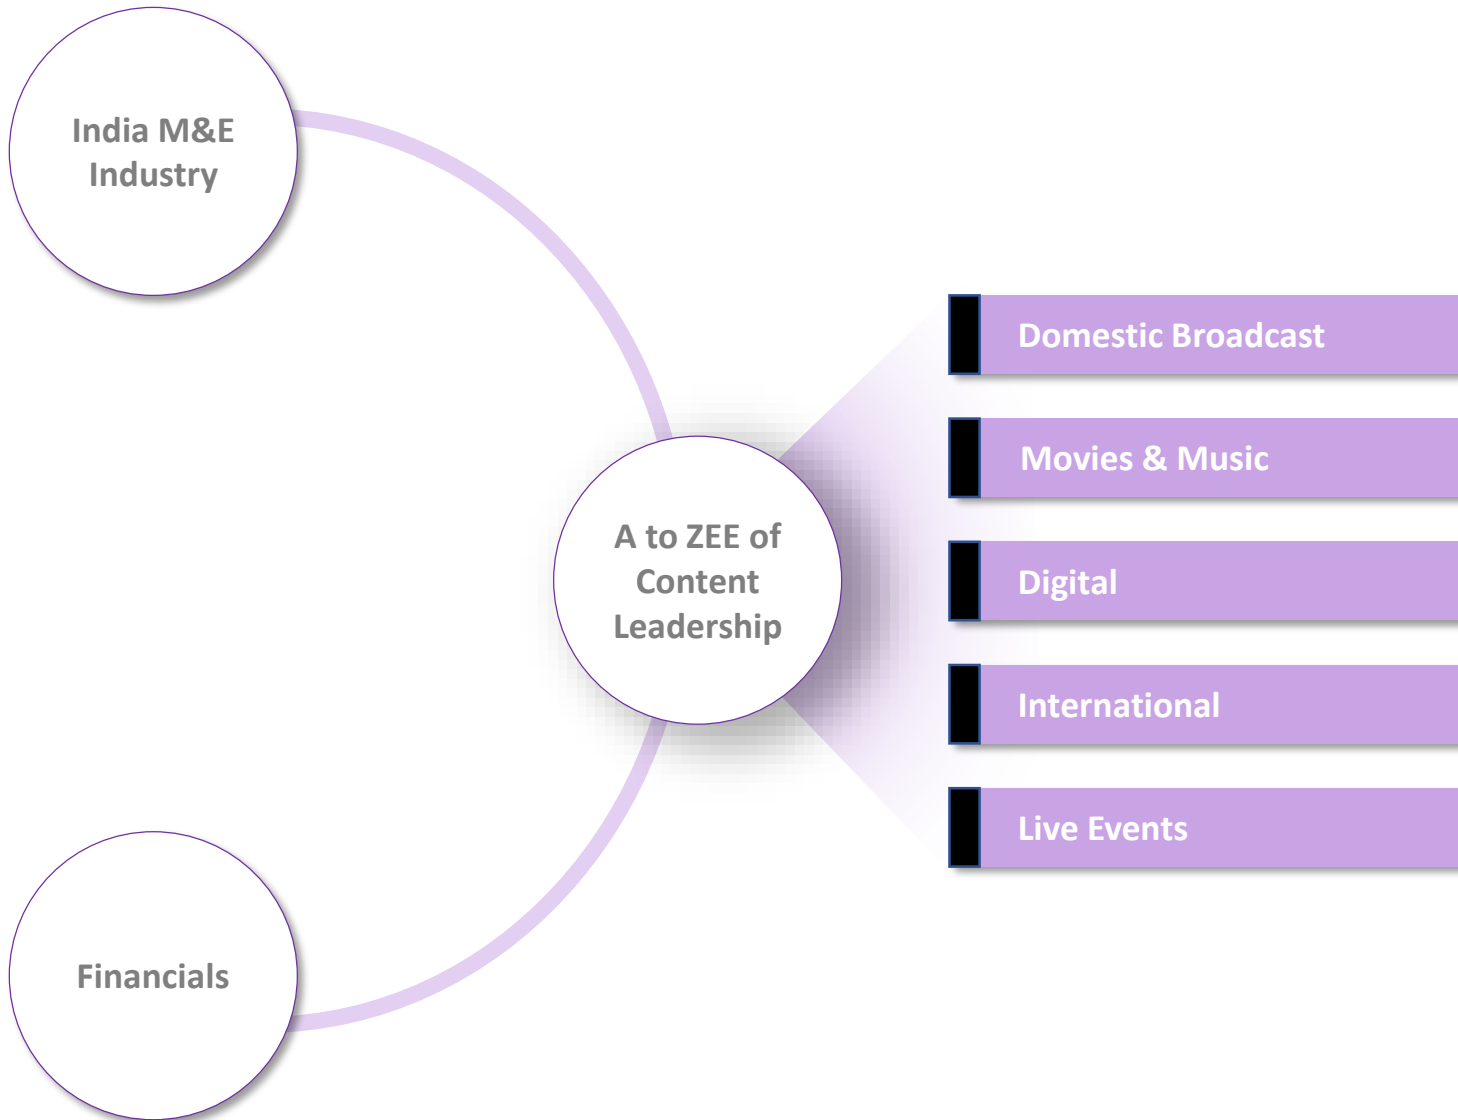 India M&E
Industry
A to ZEE of
Content
Leadership
Financials
Domestic Broadcast
Movies & Music
Digital
International
Live Events